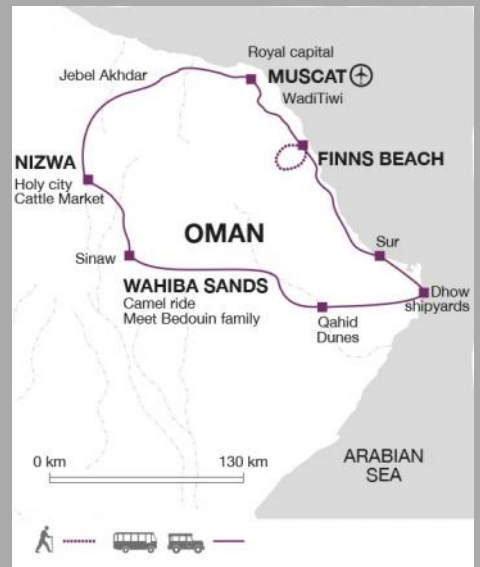 Royal capital
Jebel Akhdar
MUSCAT
WadiTiwi
NIZWA
Holy city
Cattle Market
FINNS BEACH
OMAN
Sur
Sinaw
WAHIBA SANDS
Camel ride
Meet Bedouin family
Dhow
shipyards
Qahid
Dunes
0 km
130 km
ARABIAN
SEA